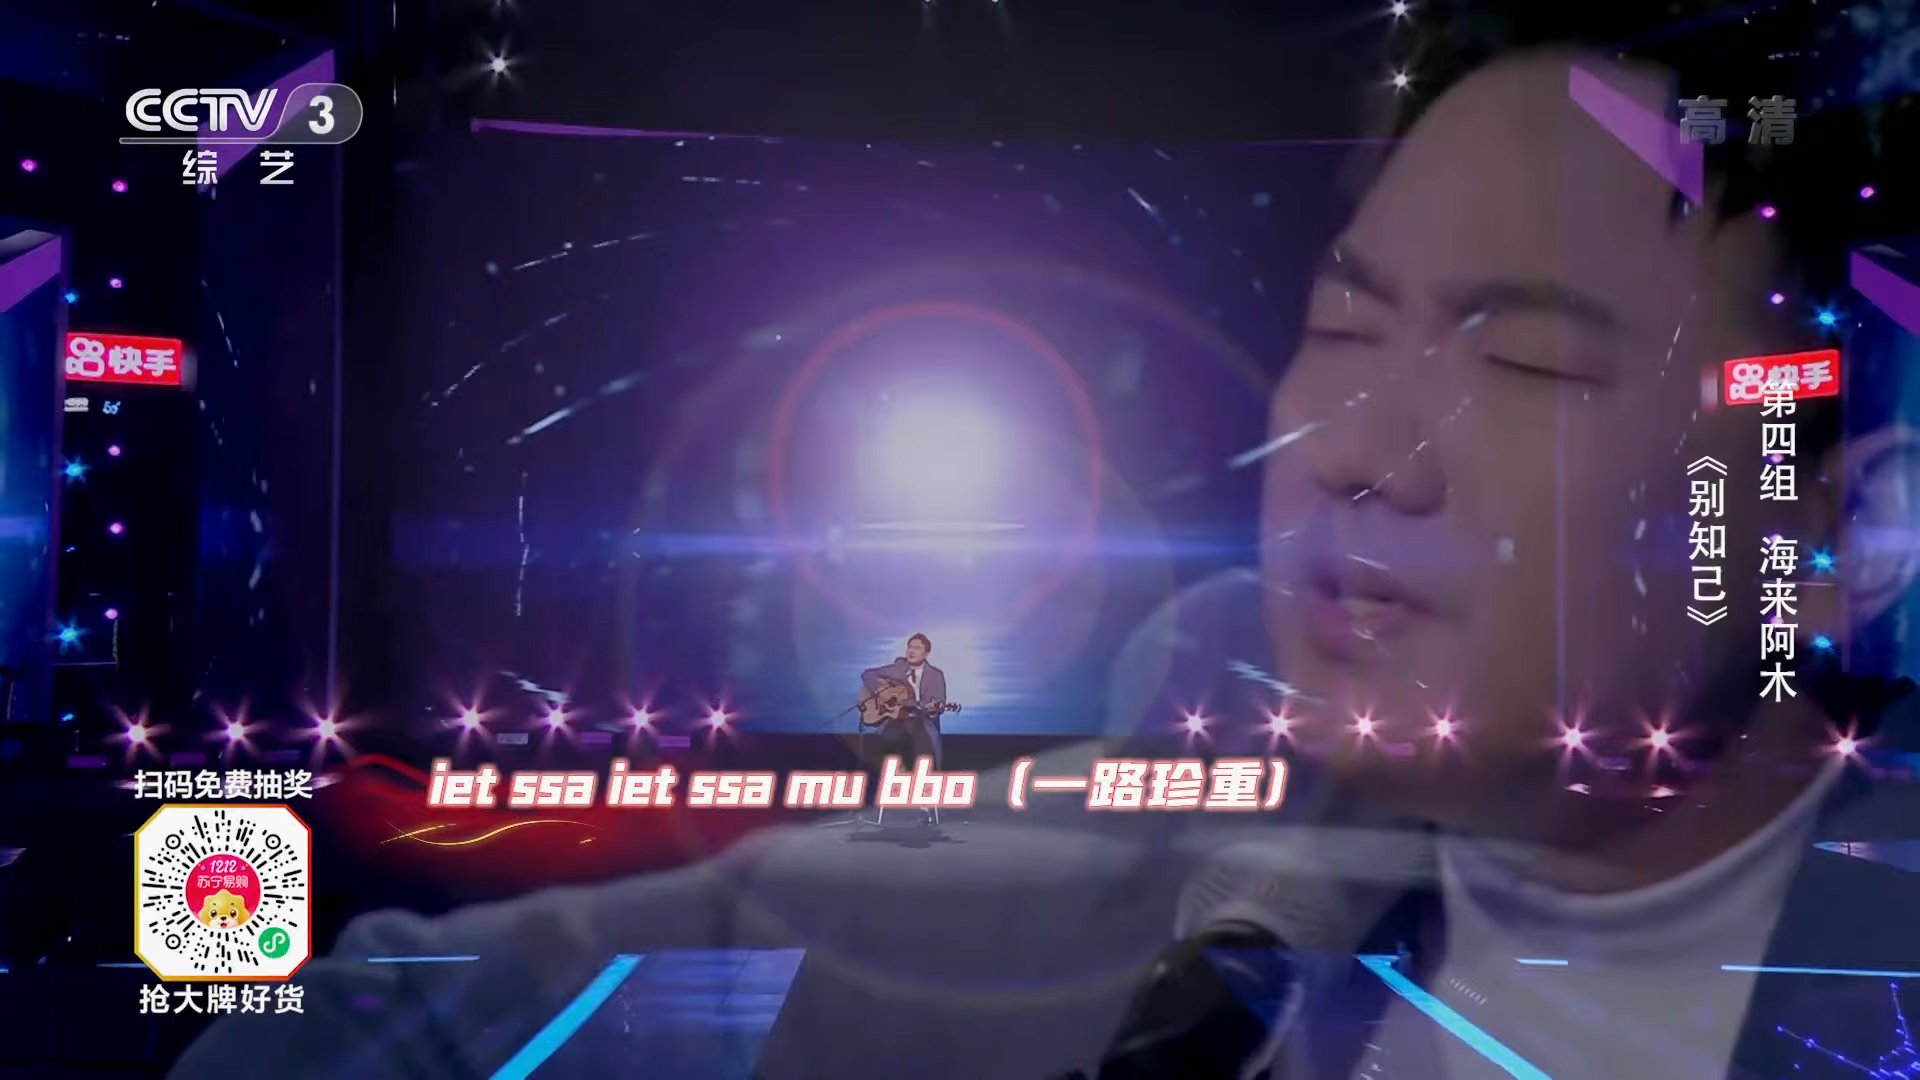 CCTV 3
综 艺
高 清
快手
快手
第四组 海来阿木
《别知己》
iet ssa iet ssa mu bbo（一路珍重）
扫码免费抽奖
1212
苏宁易购
抢大牌好货